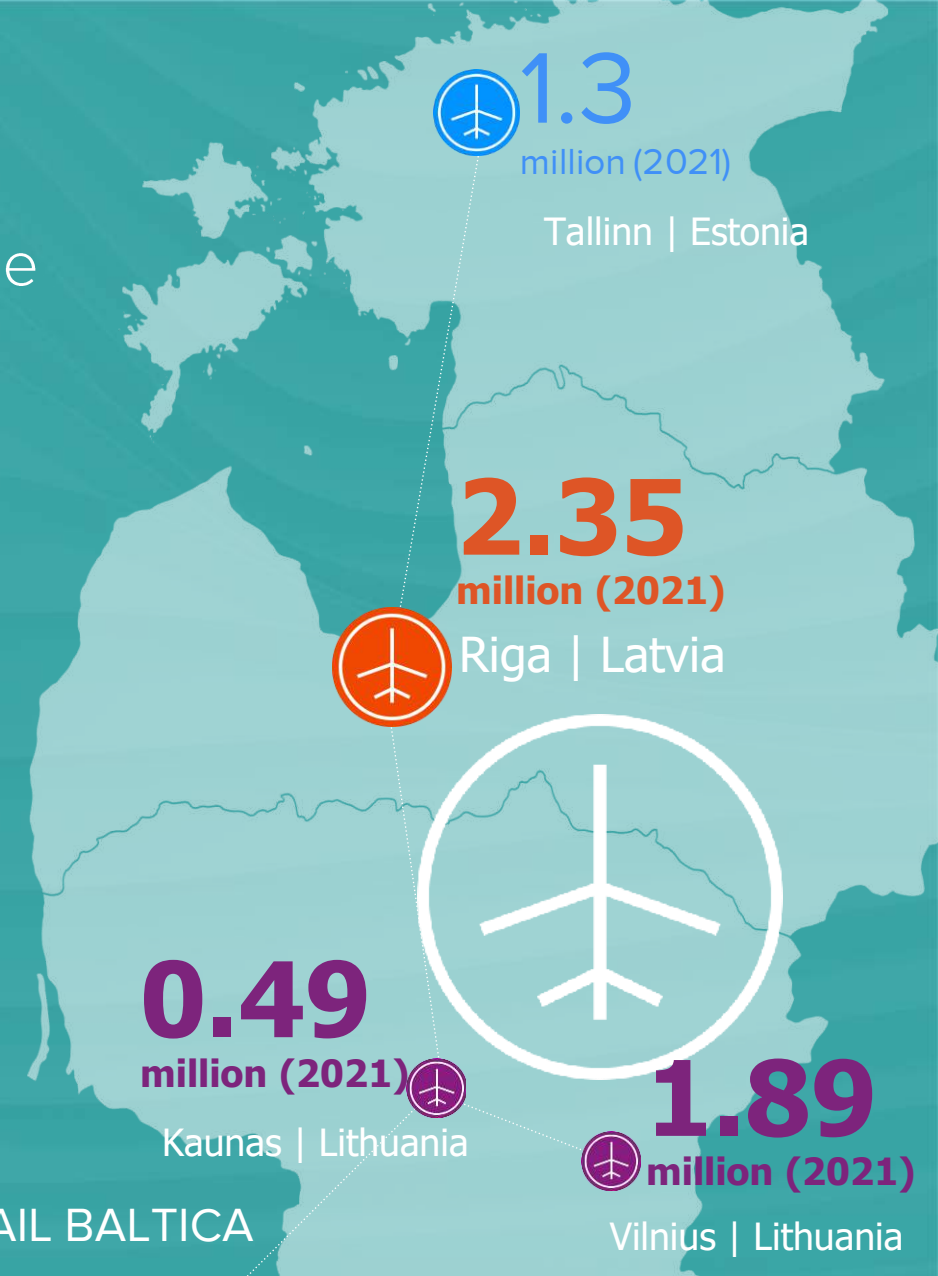 1.3
million (2021)
Tallinn | Estonia
e
2.35
million (2021)
Riga | Latvia
0.49
million (2021)
Kaunas | Lithuania
1.89
million (2021)
Vilnius | Lithuania
AIL BALTICA